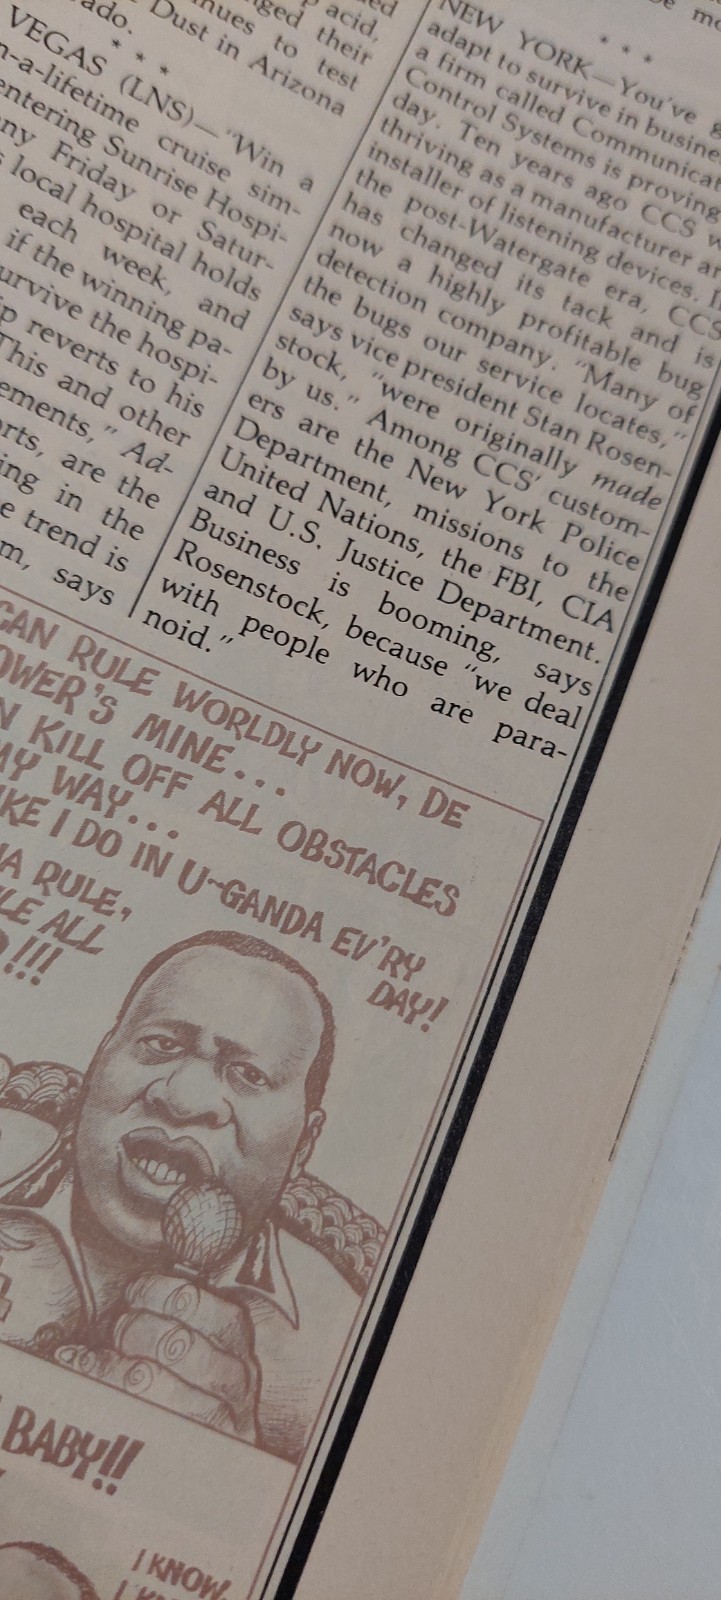 acid,
nged their
nues to test
Dust in Arizona
ado.
* * *
VEGAS (LNS)—"Win a
n-a-lifetime cruise sim-
entering Sunrise Hospi-
ny Friday or Satur-
s local hospital holds
each week, and
if the winning pa-
urvive the hospi-
p reverts to his
This and other
ements," Ad-
orts, are the
ing in the
e trend is
m, says
* * *
NEW YORK—You've g
adapt to survive in busine
a firm called Communicat
Control Systems is proving
day. Ten years ago CCS w
thriving as a manufacturer an
installer of listening devices. I
the post-Watergate era, CCS
has changed its tack and is
now a highly profitable bug
detection company. "Many of
the bugs our service locates,"
says vice president Stan Rosen-
stock, "were originally made
by us." Among CCS' custom-
ers are the New York Police
Department, missions to the
United Nations, the FBI, CIA
and U.S. Justice Department.
Business is booming, says
Rosenstock, because "we deal
with people who are para-
noid."
CAN RULE WORLDLY NOW, DE
OWER'S MINE...
N KILL OFF ALL OBSTACLES
MY WAY...
IKE I DO IN U~GANDA EV'RY
DAY!
NA RULE,
LE ALL
!!!
BABY!!
I KNOW,